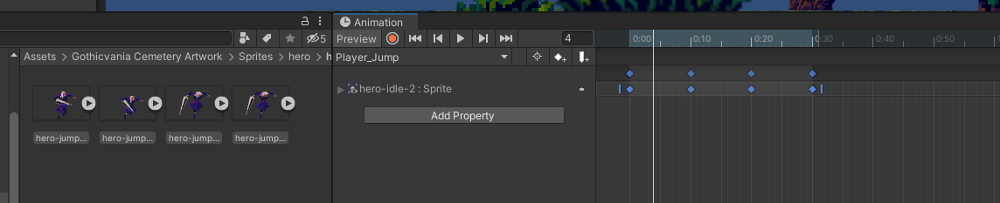 Animation
5
Preview
4
0:00 0:10 0:20 0:30 0:40 0:50
Assets > Gothicvania Cemetery Artwork > Sprites > hero >
Player_Jump
hero-idle-2 : Sprite
Add Property
hero-jump... hero-jump... hero-jump... hero-jump...